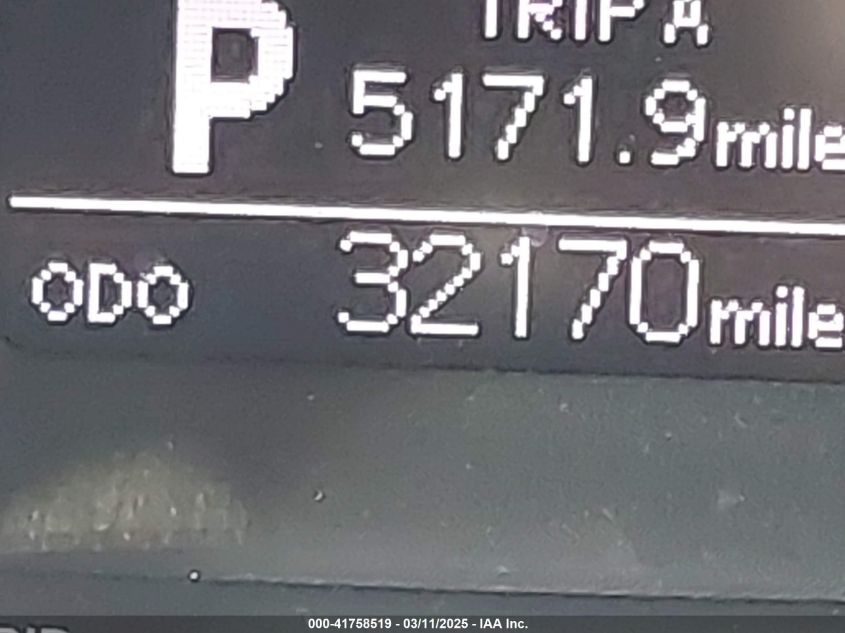 P
TRIP A
5171.9 mile
ODO 32170 mile
000-41758519 - 03/11/2025 - IAA Inc.